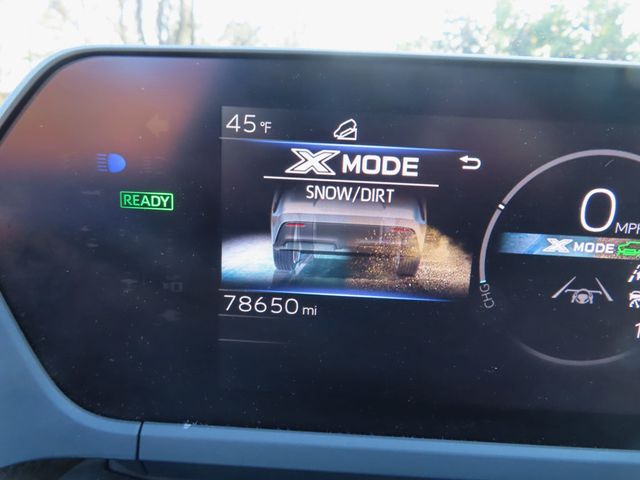 45°F
X MODE
SNOW/DIRT
READY
0
MPH
X MODE
CHG
78650 mi